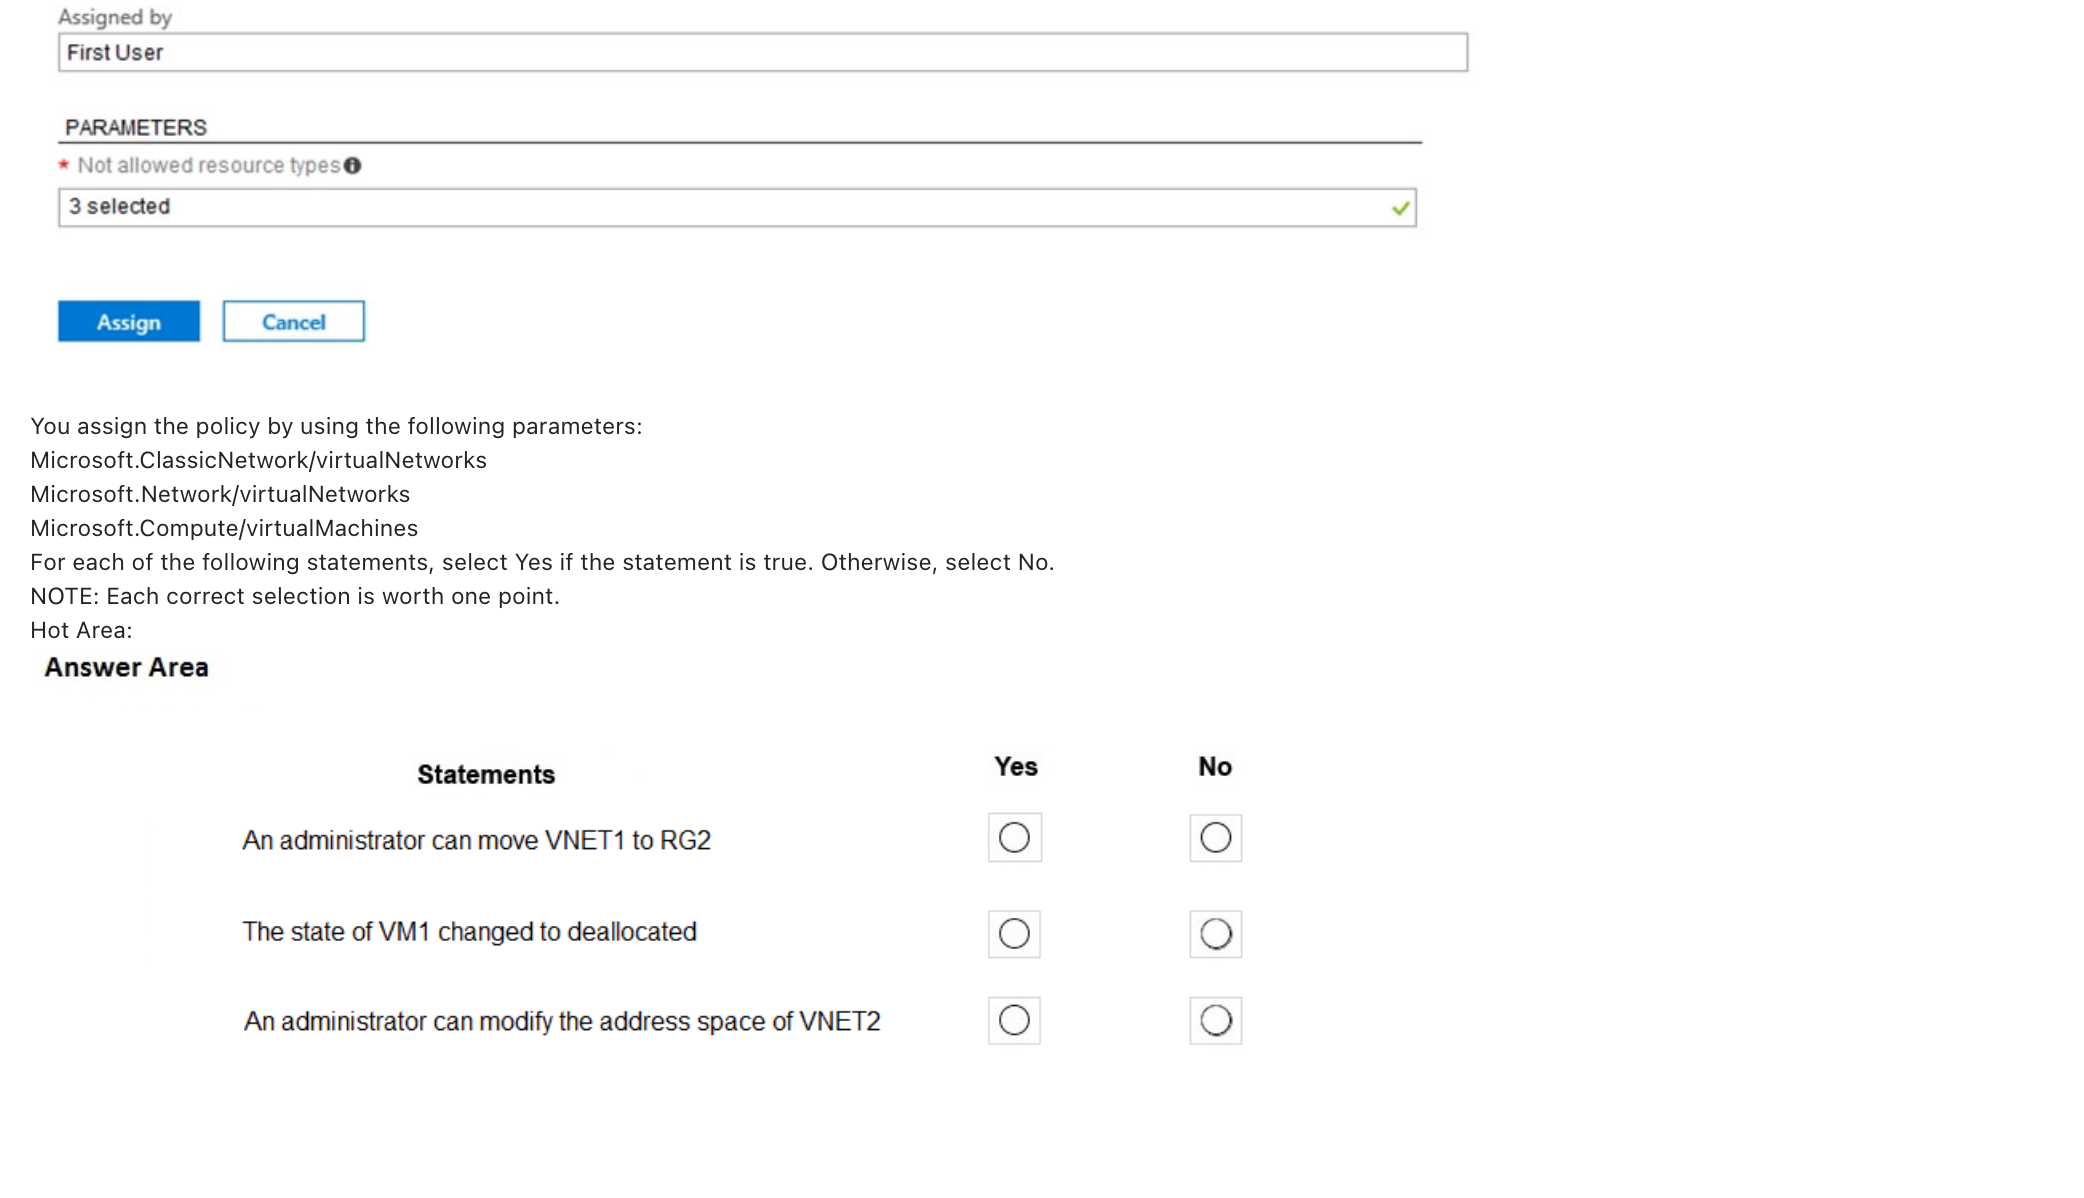 Assigned by
First User
PARAMETERS
* Not allowed resource types
3 selected
Assign Cancel
You assign the policy by using the following parameters:
Microsoft.ClassicNetwork/virtualNetworks
Microsoft.Network/virtualNetworks
Microsoft.Compute/virtualMachines
For each of the following statements, select Yes if the statement is true. Otherwise, select No.
NOTE: Each correct selection is worth one point.
Hot Area:
Answer Area
Statements Yes No
An administrator can move VNET1 to RG2
The state of VM1 changed to deallocated
An administrator can modify the address space of VNET2